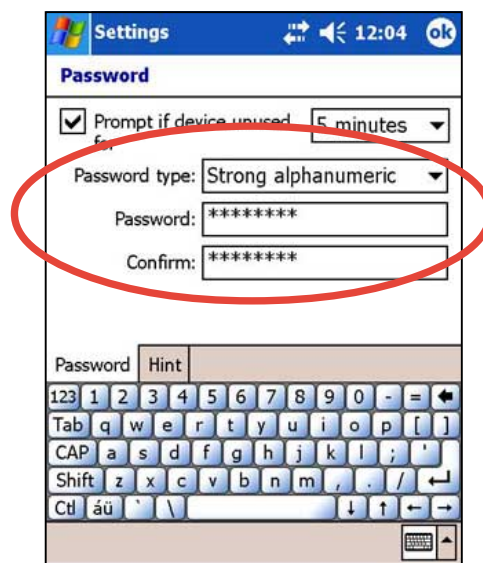 Settings 12:04 ok
Password
Prompt if device unused 5 minutes
for
Password type: Strong alphanumeric
Password: ********
Confirm: ********
Password Hint
123 1 2 3 4 5 6 7 8 9 0 - =
Tab q w e r t y u i o p [ ]
CAP a s d f g h j k l ; '
Shift z x c v b n m , . /
Ctl áü ` \